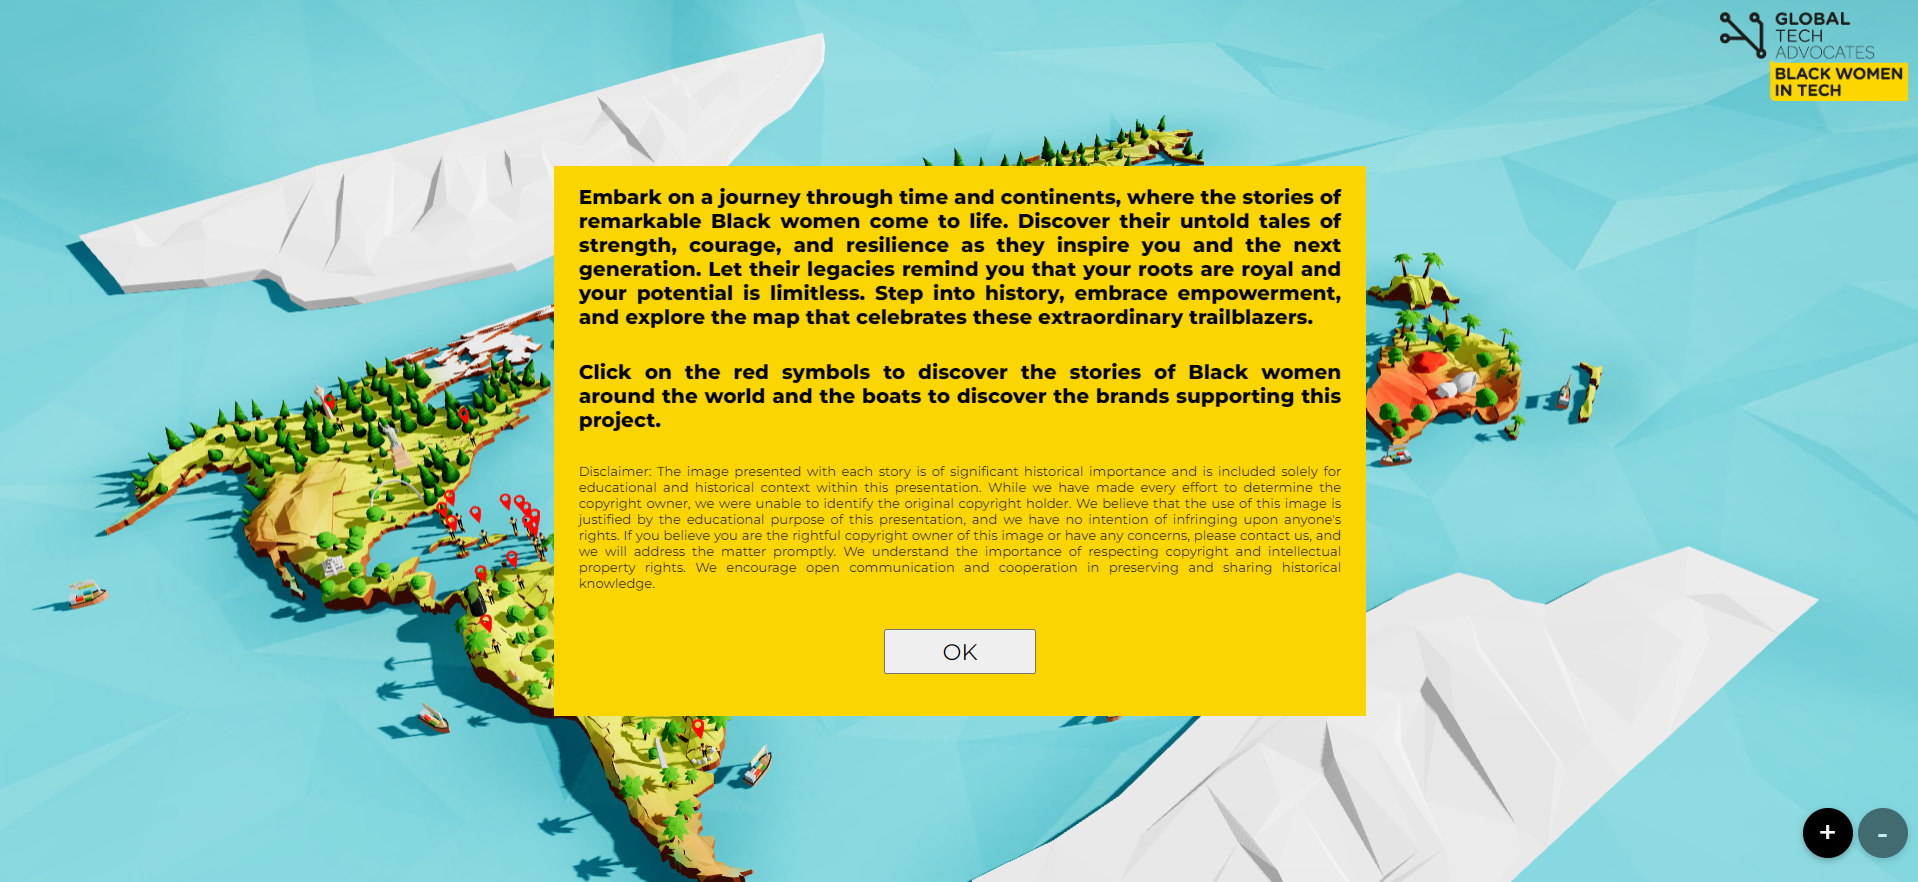 GLOBAL
TECH
ADVOCATES
BLACK WOMEN
IN TECH
Embark on a journey through time and continents, where the stories of
remarkable Black women come to life. Discover their untold tales of
strength, courage, and resilience as they inspire you and the next
generation. Let their legacies remind you that your roots are royal and
your potential is limitless. Step into history, embrace empowerment,
and explore the map that celebrates these extraordinary trailblazers.
Click on the red symbols to discover the stories of Black women
around the world and the boats to discover the brands supporting this
project.
Disclaimer: The image presented with each story is of significant historical importance and is included solely for
educational and historical context within this presentation. While we have made every effort to determine the
copyright owner, we were unable to identify the original copyright holder. We believe that the use of this image is
justified by the educational purpose of this presentation, and we have no intention of infringing upon anyone's
rights. If you believe you are the rightful copyright owner of this image or have any concerns, please contact us, and
we will address the matter promptly. We understand the importance of respecting copyright and intellectual
property rights. We encourage open communication and cooperation in preserving and sharing historical
knowledge.
OK
+ -